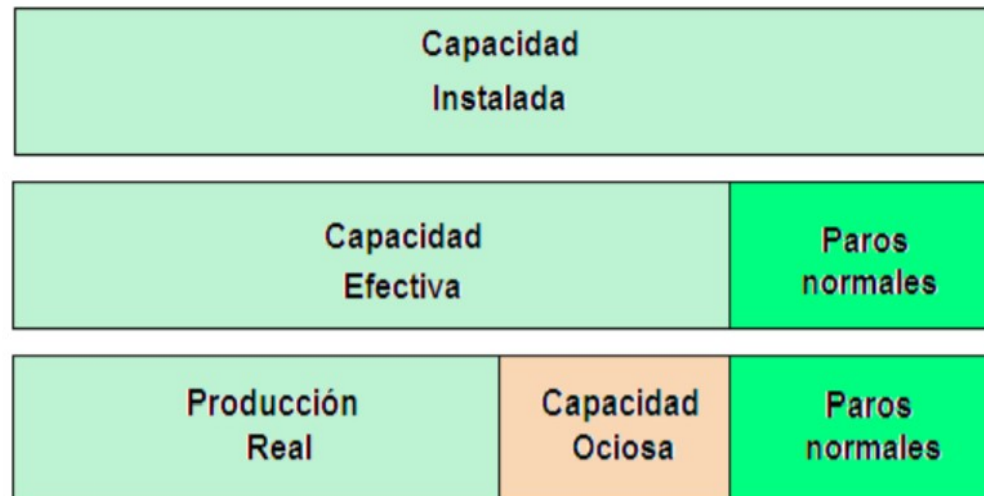 Capacidad
Instalada
Capacidad
Efectiva
Paros
normales
Producción
Real
Capacidad
Ociosa
Paros
normales